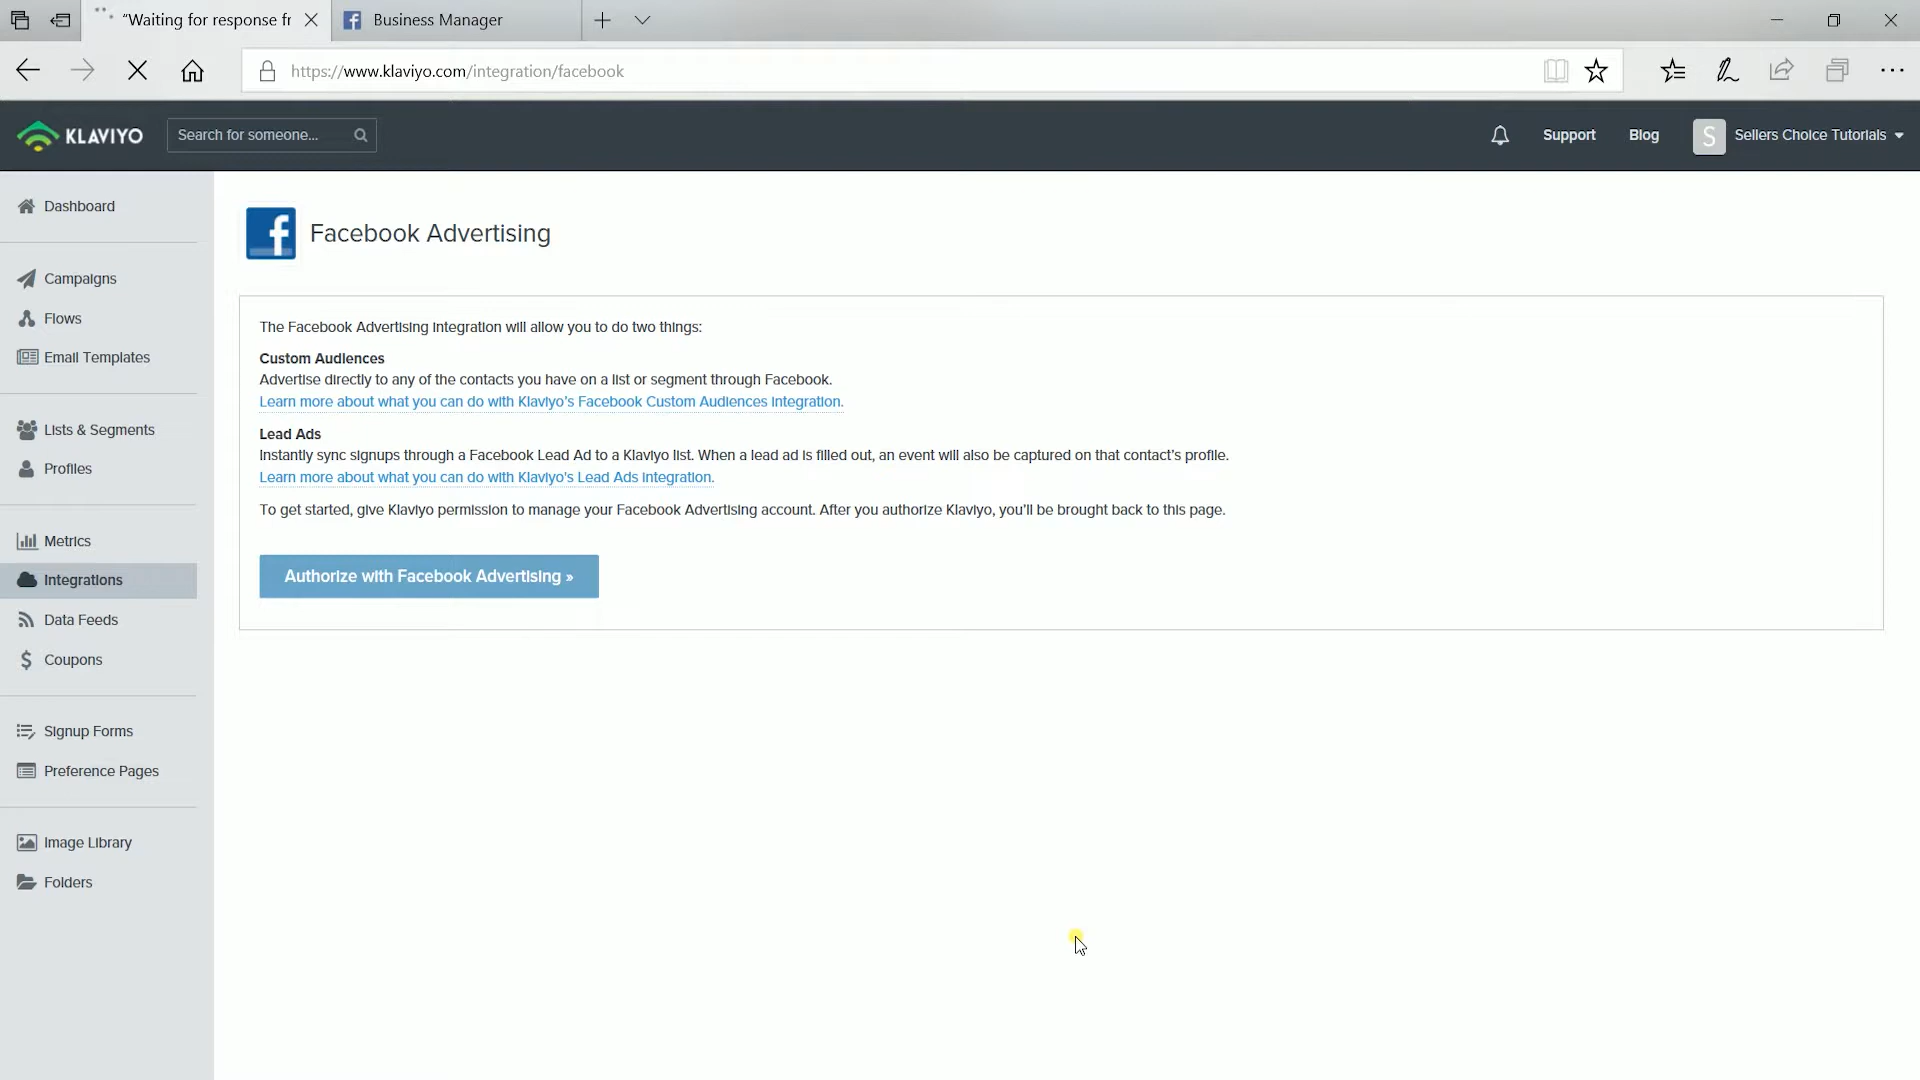 "Waiting for response fr
Business Manager
https://www.klaviyo.com/integration/facebook
KLAVIYO
Search for someone...
Support
Blog
S
Sellers Choice Tutorials
Dashboard
Campaigns
Flows
Email Templates
Lists & Segments
Profiles
Metrics
Integrations
Data Feeds
Coupons
Signup Forms
Preference Pages
Image Library
Folders
Facebook Advertising
The Facebook Advertising integration will allow you to do two things:
Custom Audiences
Advertise directly to any of the contacts you have on a list or segment through Facebook.
Learn more about what you can do with Klaviyo's Facebook Custom Audiences integration.
Lead Ads
Instantly sync signups through a Facebook Lead Ad to a Klaviyo list. When a lead ad is filled out, an event will also be captured on that contact's profile.
Learn more about what you can do with Klaviyo's Lead Ads integration.
To get started, give Klaviyo permission to manage your Facebook Advertising account. After you authorize Klaviyo, you'll be brought back to this page.
Authorize with Facebook Advertising »